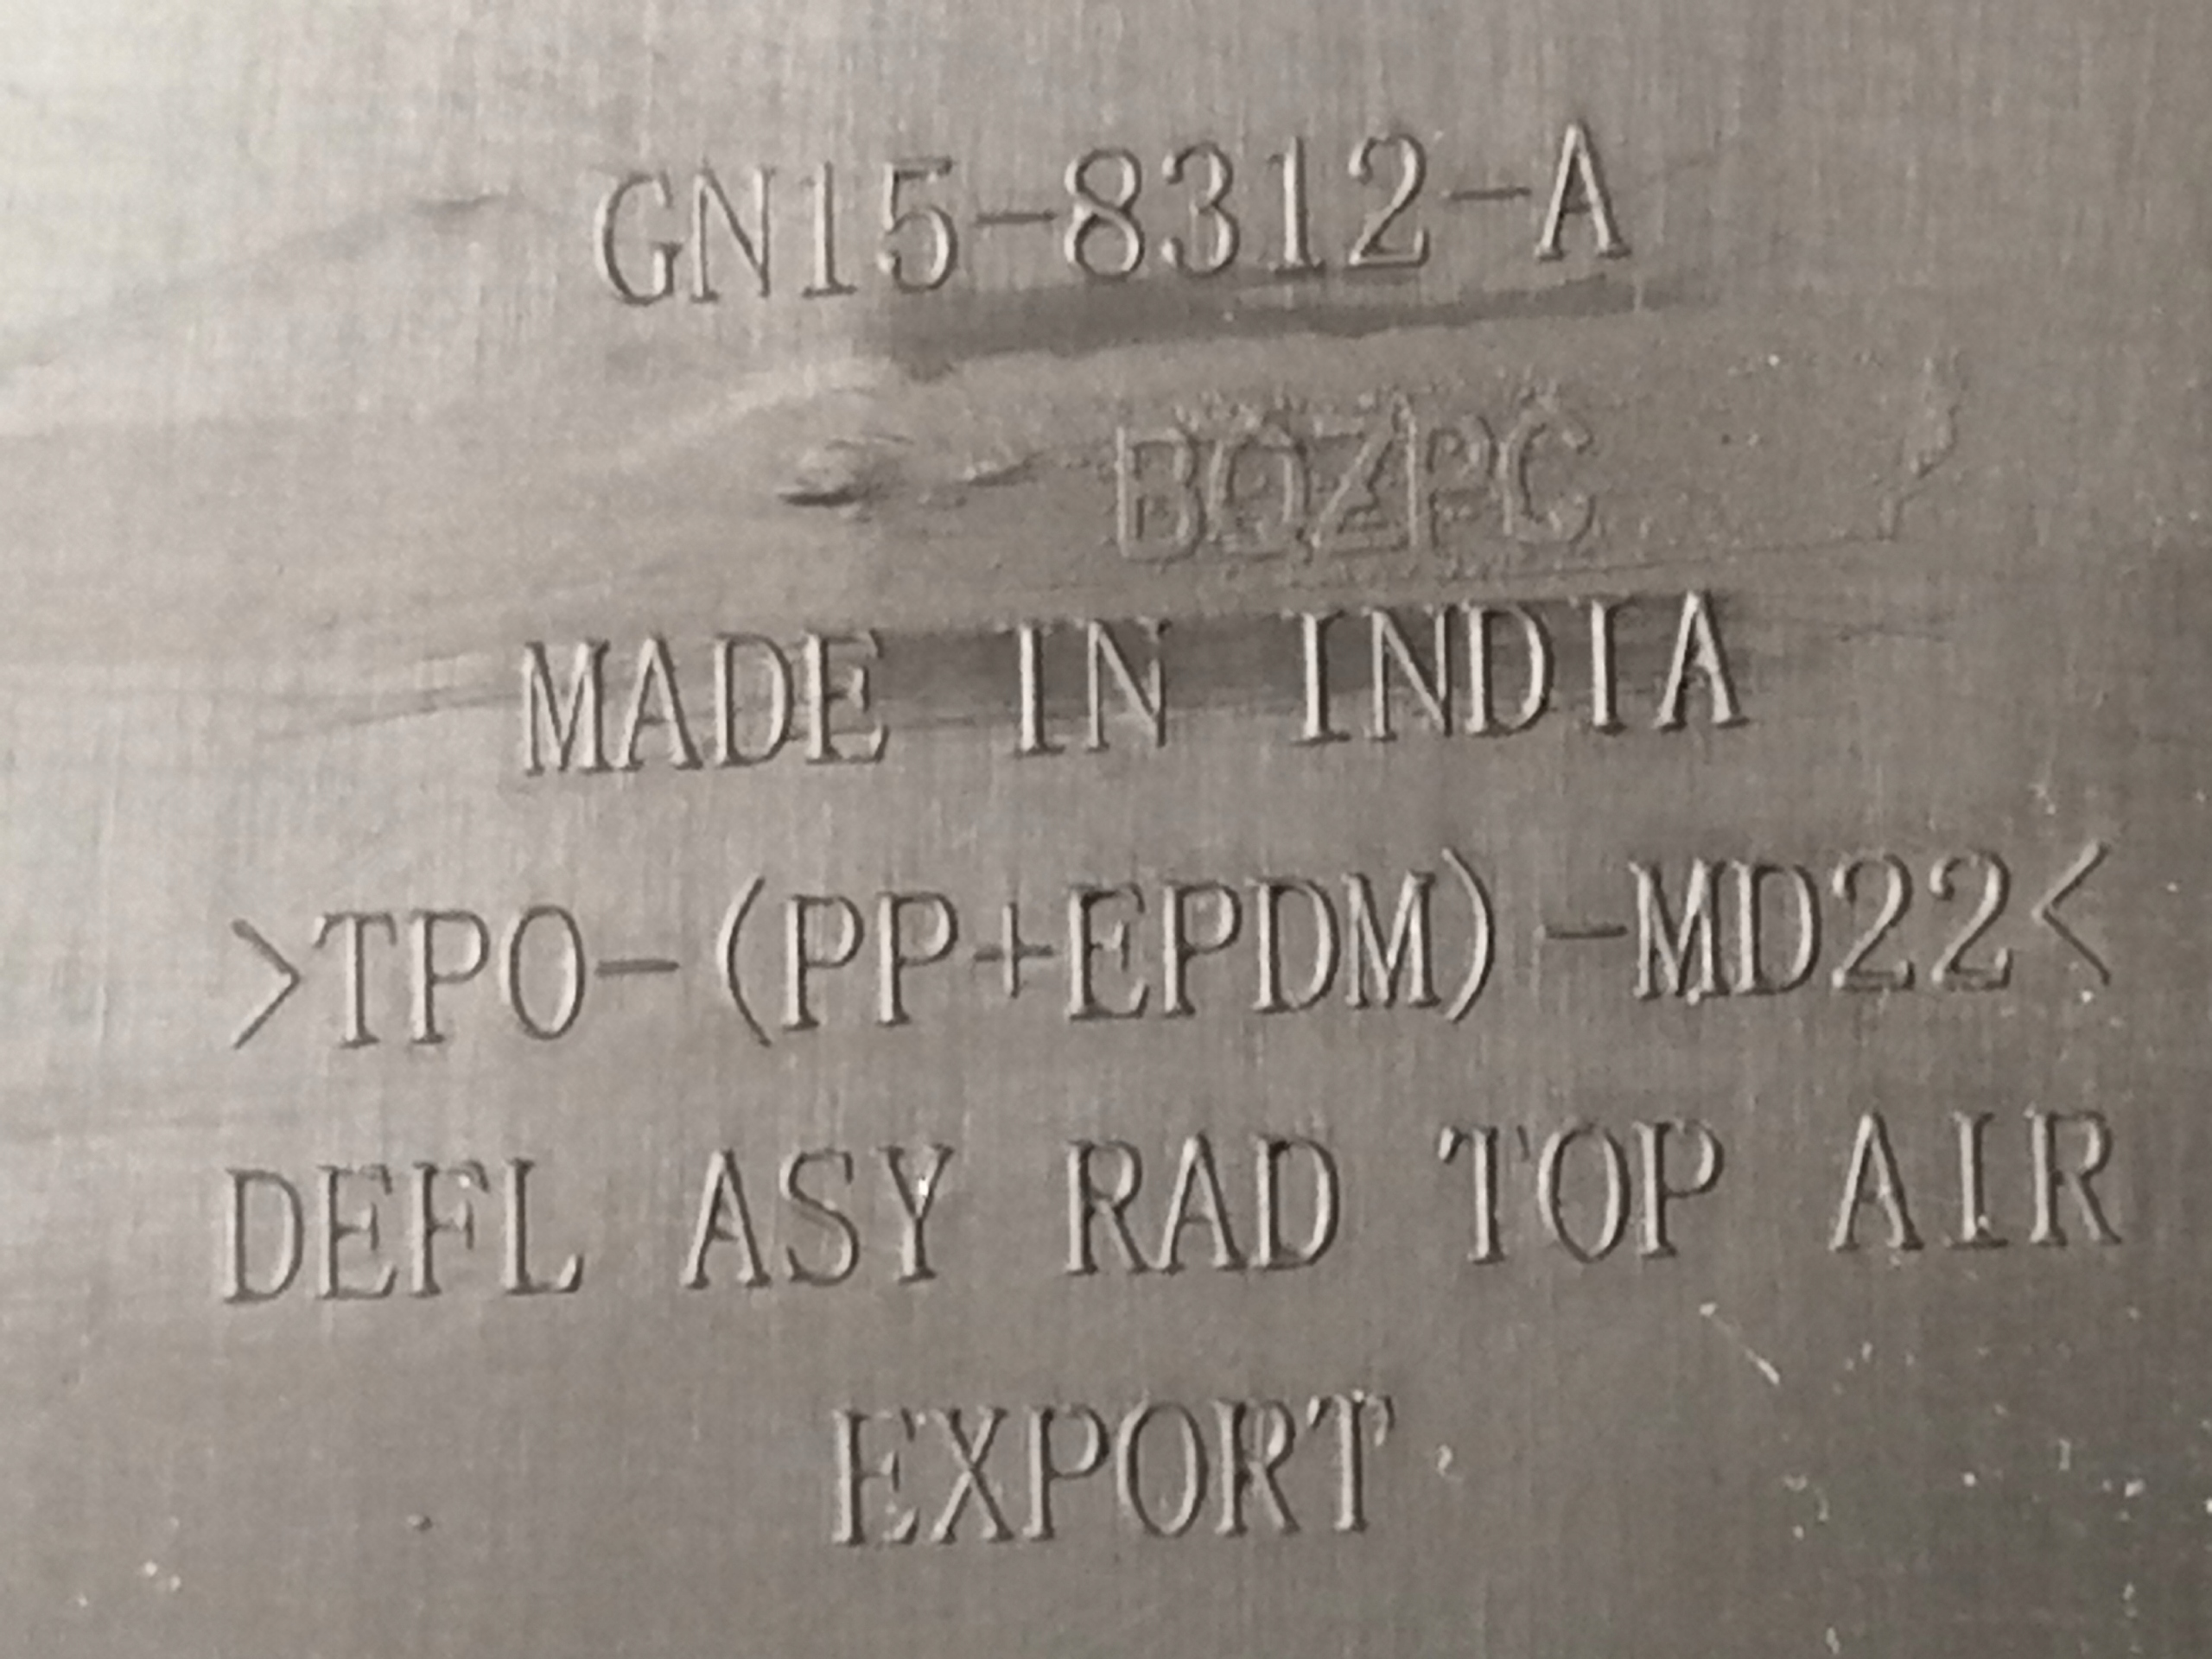 GN15-8312-A
MADE IN INDIA
>TPO-(PP+EPDM)-MD22<
DEFL ASY RAD TOP AIR
EXPORT